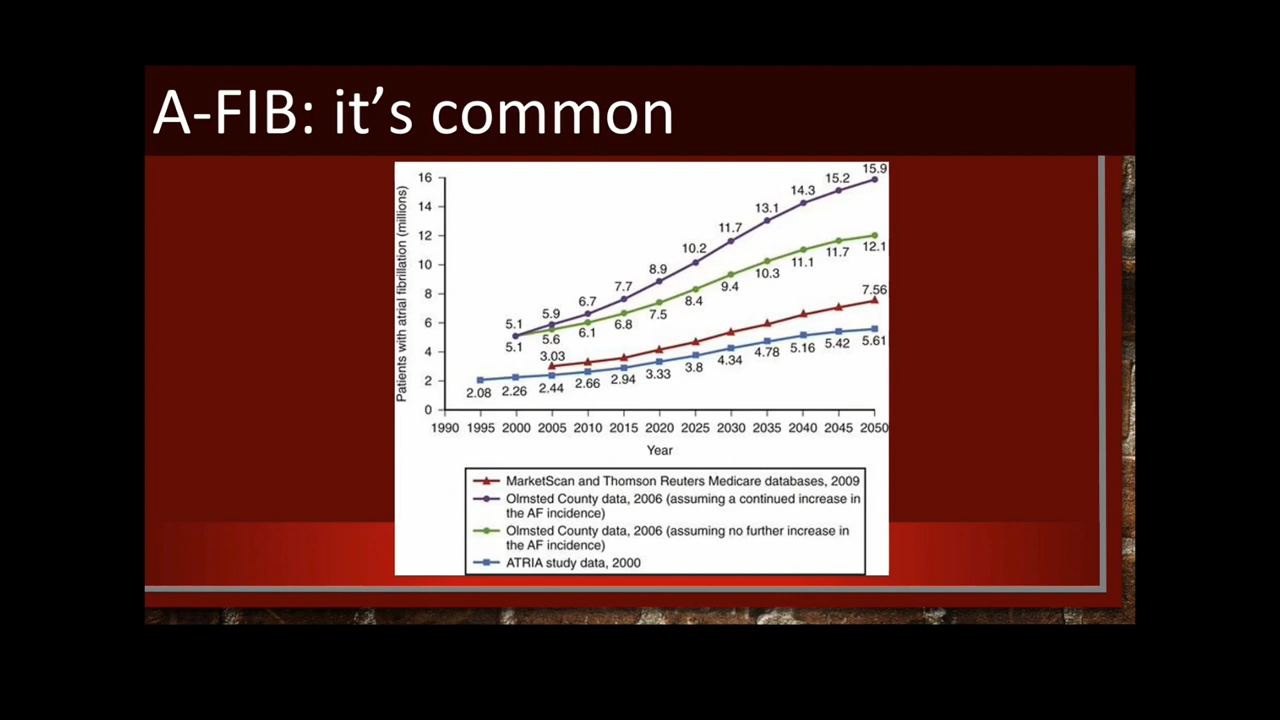 A-FIB: it's common
Patients with atrial fibrillation (millions)
16
14
12
10
8
6
4
2
0
5.1 5.9 6.7 7.7 8.9 10.2 11.7 13.1 14.3 15.2 15.9
5.1 5.6 6.1 6.8 7.5 8.4 9.4 10.3 11.1 11.7 12.1
3.03 7.56
2.08 2.26 2.44 2.66 2.94 3.33 3.8 4.34 4.78 5.16 5.42 5.61
1990 1995 2000 2005 2010 2015 2020 2025 2030 2035 2040 2045 2050
Year
MarketScan and Thomson Reuters Medicare databases, 2009
Olmsted County data, 2006 (assuming a continued increase in
the AF incidence)
Olmsted County data, 2006 (assuming no further increase in
the AF incidence)
ATRIA study data, 2000